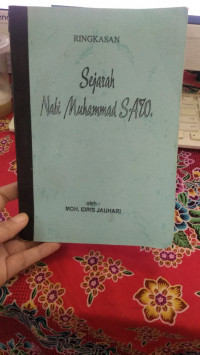 RINGKASAN
Sejarah
Nabi Muhammad SAW.
oleh :
MOH. IDRIS JAUHARI